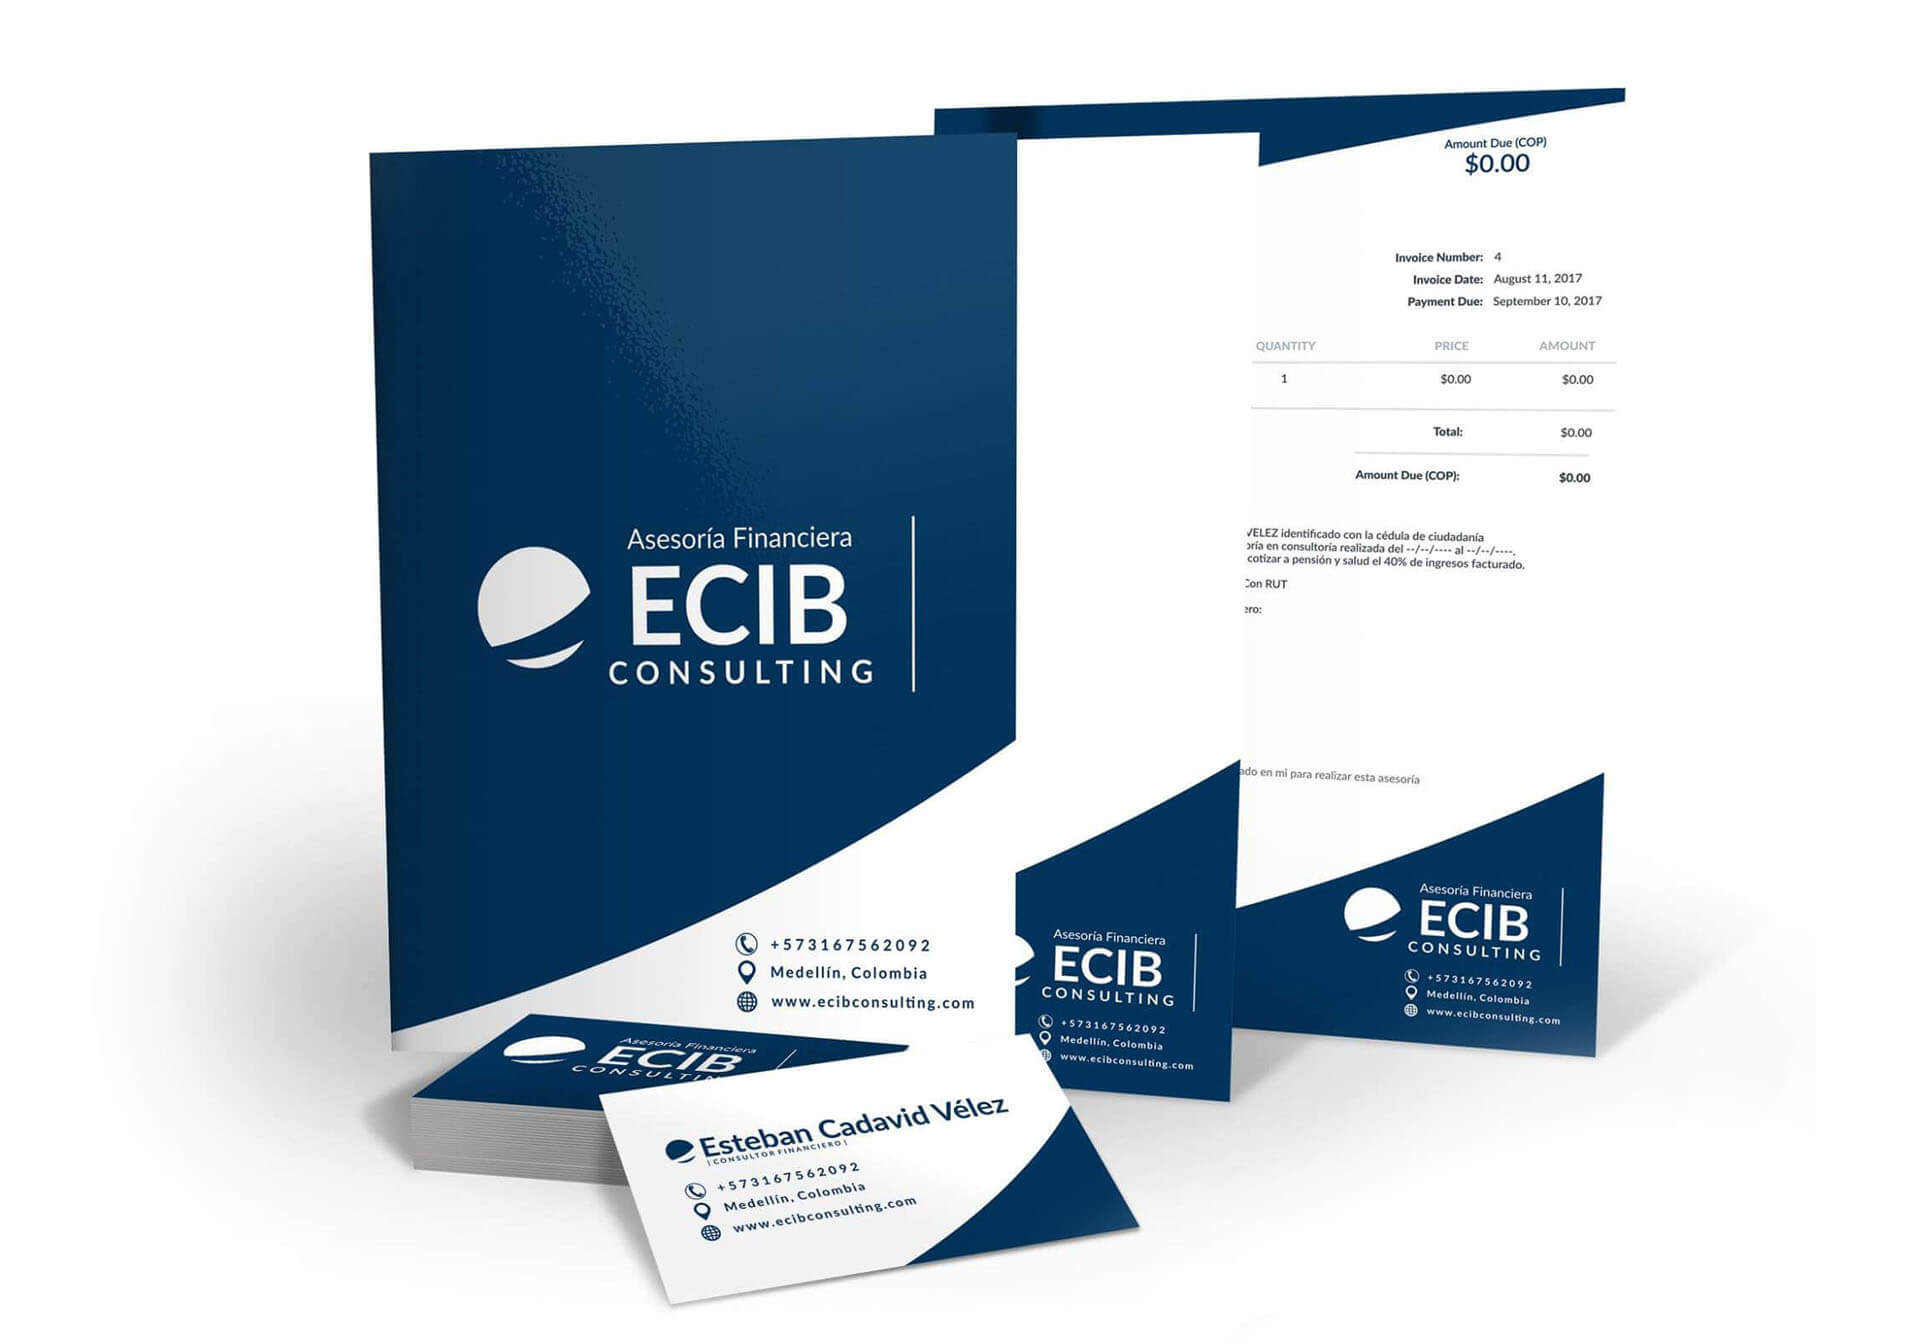 Asesoría Financiera
ECIB
CONSULTING
+573167562092
Medellín, Colombia
www.ecibconsulting.com
Amount Due (COP)
$0.00
Invoice Number: 4
Invoice Date: August 11, 2017
Payment Due: September 10, 2017
QUANTITY PRICE AMOUNT
1 $0.00 $0.00
Total: $0.00
Amount Due (COP): $0.00
VELEZ identificado con la cédula de ciudadanía
en consultoría realizada del --/--/---- al --/--/----.
cotizar a pensión y salud el 40% de ingresos facturado.
Con RUT
en mi para realizar esta asesoría
Asesoría Financiera
ECIB
CONSULTING
+573167562092
Medellín, Colombia
www.ecibconsulting.com
Asesoría Financiera
ECIB
CONSULTING
+573167562092
Medellín, Colombia
www.ecibconsulting.com
Asesoría Financiera
ECIB
Esteban Cadavid Vélez
| CONSULTOR FINANCIERO |
+573167562092
Medellín, Colombia
www.ecibconsulting.com